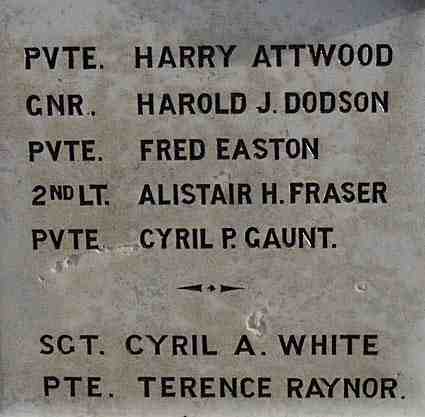 PVTE. HARRY ATTWOOD
GNR. HAROLD J. DODSON
PVTE. FRED EASTON
2ND LT. ALISTAIR H. FRASER
PVTE CYRIL P. GAUNT.
SGT. CYRIL A. WHITE
PTE. TERENCE RAYNOR.